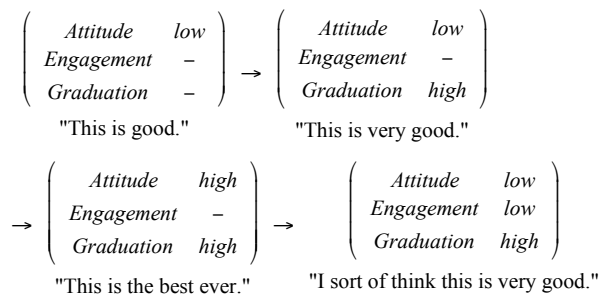 Attitude low Attitude low
Engagement – → Engagement –
Graduation – Graduation high
"This is good." "This is very good."
Attitude high Attitude low
→ Engagement – → Engagement low
Graduation high Graduation high
"This is the best ever." "I sort of think this is very good."